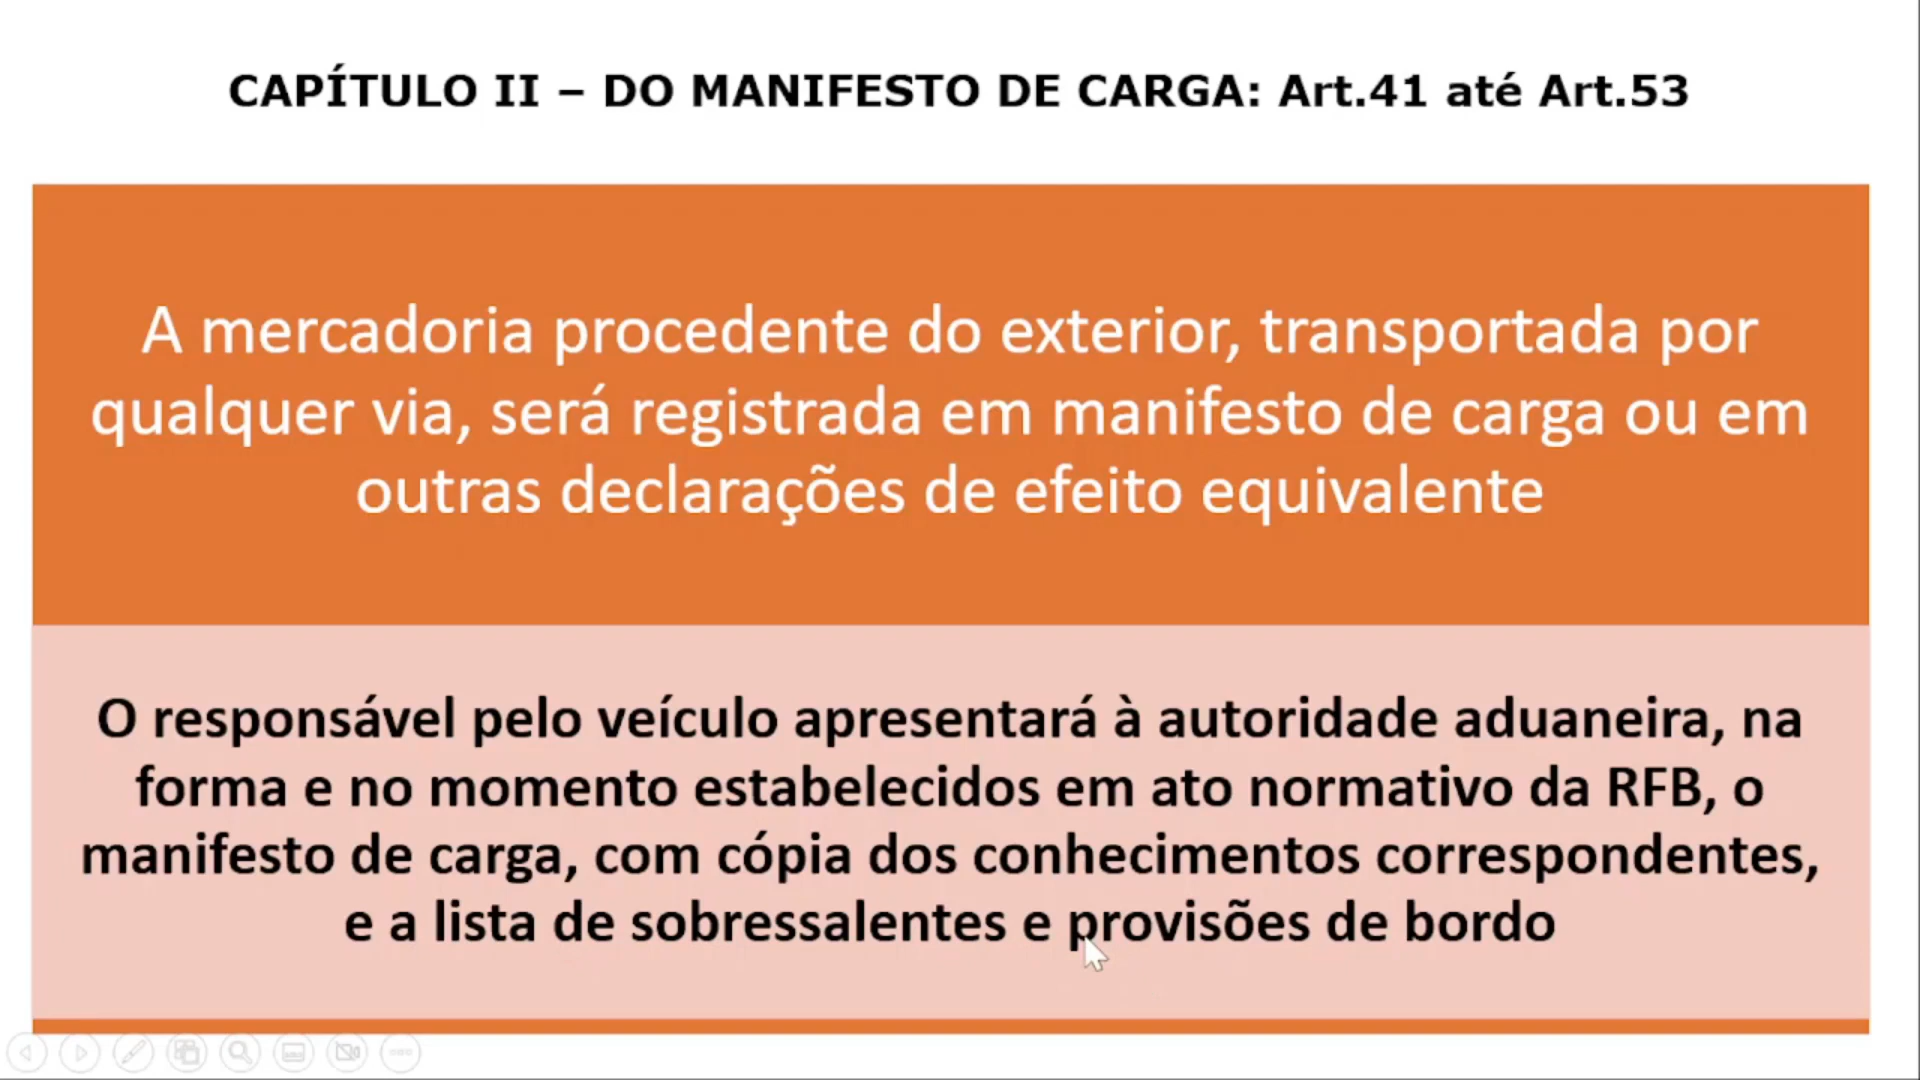 CAPÍTULO II – DO MANIFESTO DE CARGA: Art.41 até Art.53
A mercadoria procedente do exterior, transportada por
qualquer via, será registrada em manifesto de carga ou em
outras declarações de efeito equivalente
O responsável pelo veículo apresentará à autoridade aduaneira, na
forma e no momento estabelecidos em ato normativo da RFB, o
manifesto de carga, com cópia dos conhecimentos correspondentes,
e a lista de sobressalentes e provisões de bordo